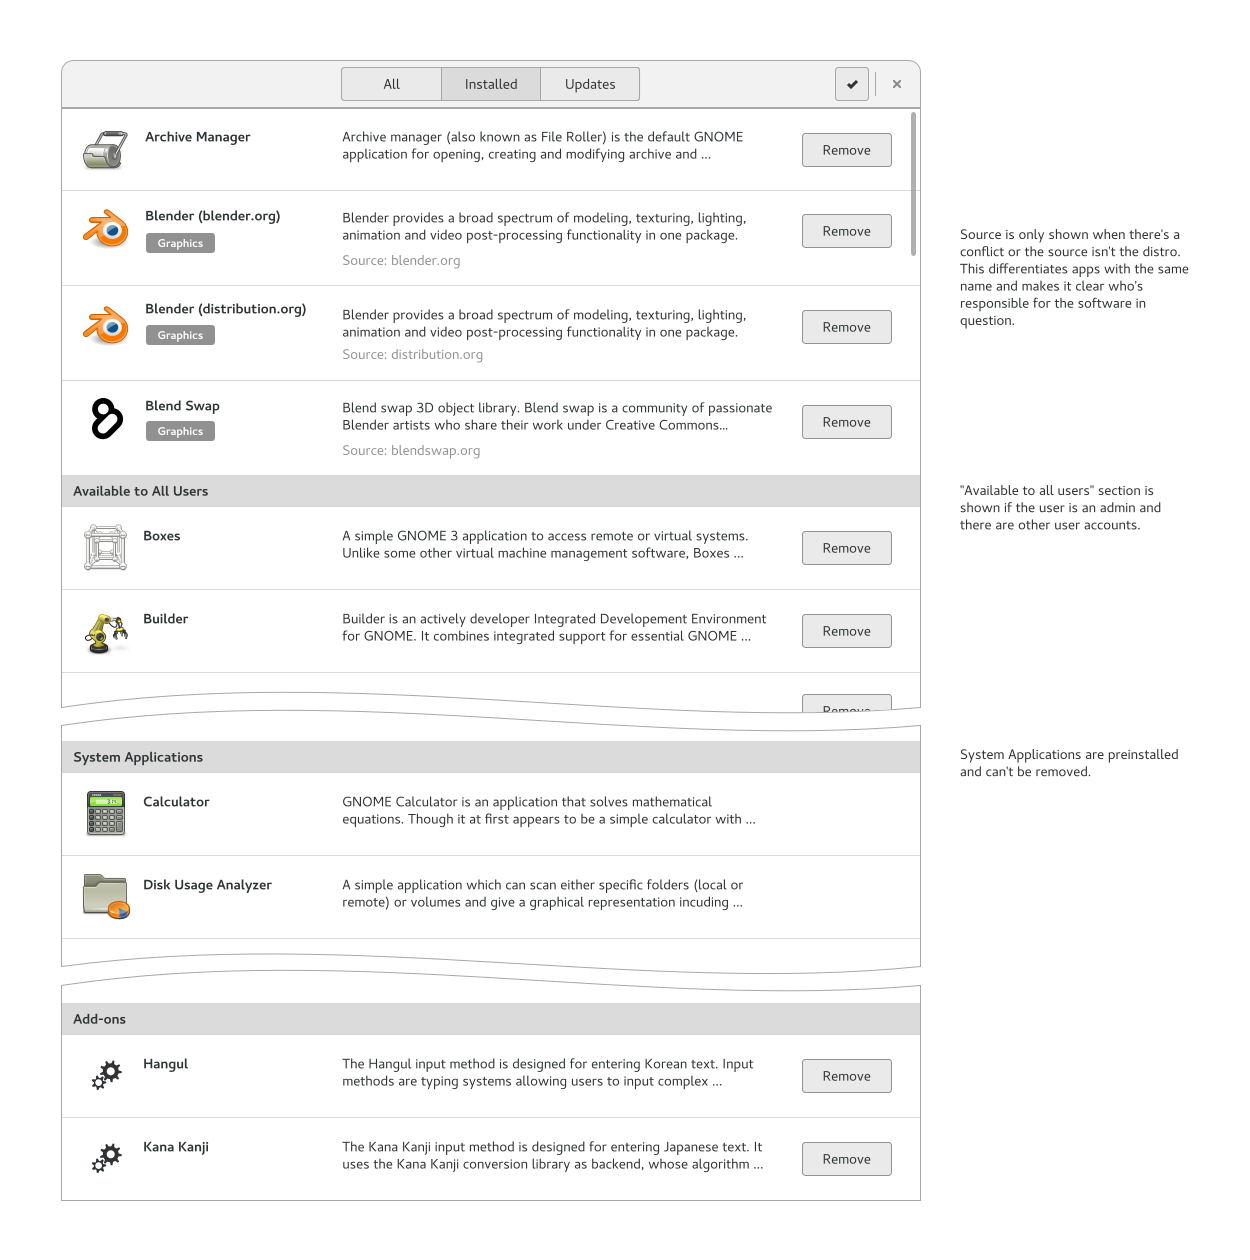 All
Installed
Updates
Archive Manager
Archive manager (also known as File Roller) is the default GNOME
application for opening, creating and modifying archive and ...
Remove
Blender (blender.org)
Graphics
Blender provides a broad spectrum of modeling, texturing, lighting,
animation and video post-processing functionality in one package.
Source: blender.org
Remove
Source is only shown when there's a
conflict or the source isn't the distro.
This differentiates apps with the same
name and makes it clear who's
responsible for the software in
question.
Blender (distribution.org)
Graphics
Blender provides a broad spectrum of modeling, texturing, lighting,
animation and video post-processing functionality in one package.
Source: distribution.org
Remove
Blend Swap
Graphics
Blend swap 3D object library. Blend swap is a community of passionate
Blender artists who share their work under Creative Commons...
Source: blendswap.org
Remove
Available to All Users
"Available to all users" section is
shown if the user is an admin and
there are other user accounts.
Boxes
A simple GNOME 3 application to access remote or virtual systems.
Unlike some other virtual machine management software, Boxes ...
Remove
Builder
Builder is an actively developer Integrated Developement Environment
for GNOME. It combines integrated support for essential GNOME ...
Remove
Remove
System Applications
System Applications are preinstalled
and can't be removed.
Calculator
GNOME Calculator is an application that solves mathematical
equations. Though it at first appears to be a simple calculator with ...
Disk Usage Analyzer
A simple application which can scan either specific folders (local or
remote) or volumes and give a graphical representation incuding ...
Add-ons
Hangul
The Hangul input method is designed for entering Korean text. Input
methods are typing systems allowing users to input complex ...
Remove
Kana Kanji
The Kana Kanji input method is designed for entering Japanese text. It
uses the Kana Kanji conversion library as backend, whose algorithm ...
Remove